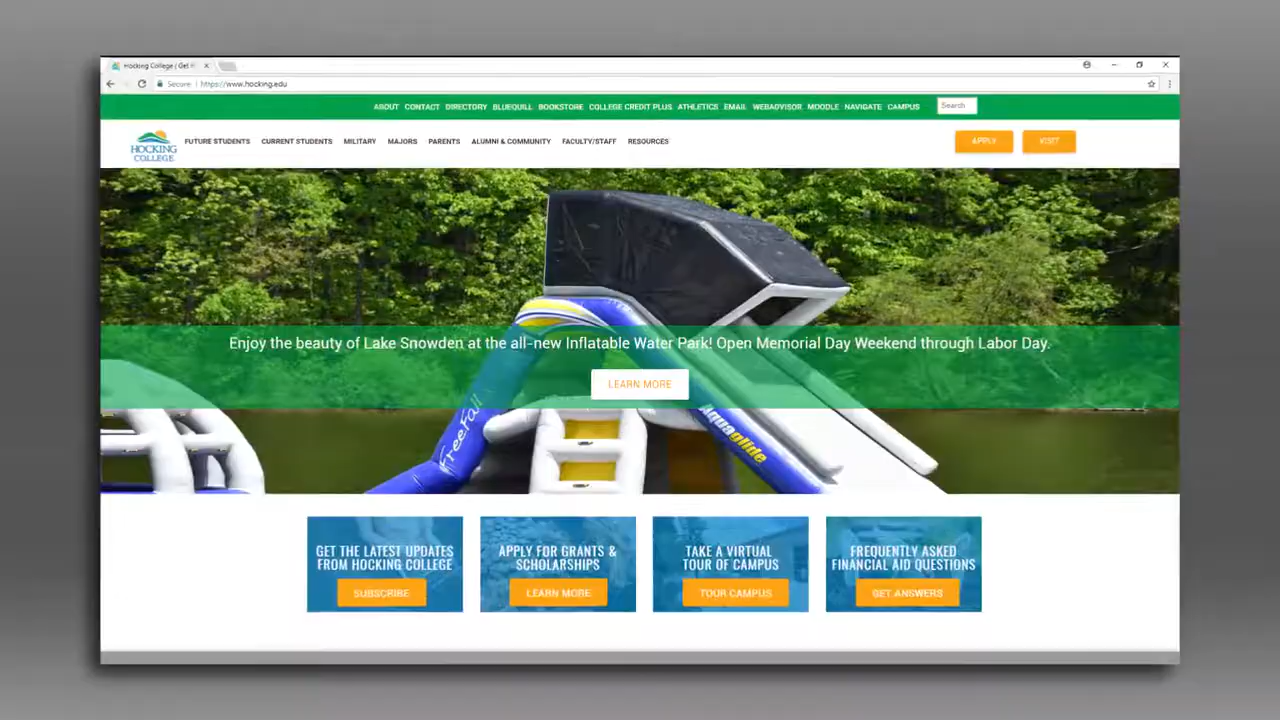 Hocking College | Get
Secure | https://www.hocking.edu
ABOUT CONTACT DIRECTORY BLUEQUILL BOOKSTORE COLLEGE CREDIT PLUS ATHLETICS EMAIL WEBADVISOR MOODLE NAVIGATE CAMPUS Search
HOCKING
COLLEGE
FUTURE STUDENTS CURRENT STUDENTS MILITARY MAJORS PARENTS ALUMNI & COMMUNITY FACULTY/STAFF RESOURCES APPLY VISIT
Enjoy the beauty of Lake Snowden at the all-new Inflatable Water Park! Open Memorial Day Weekend through Labor Day.
LEARN MORE
FreeFall
Aquaglide
GET THE LATEST UPDATES
FROM HOCKING COLLEGE
SUBSCRIBE
APPLY FOR GRANTS &
SCHOLARSHIPS
LEARN MORE
TAKE A VIRTUAL
TOUR OF CAMPUS
TOUR CAMPUS
FREQUENTLY ASKED
FINANCIAL AID QUESTIONS
GET ANSWERS